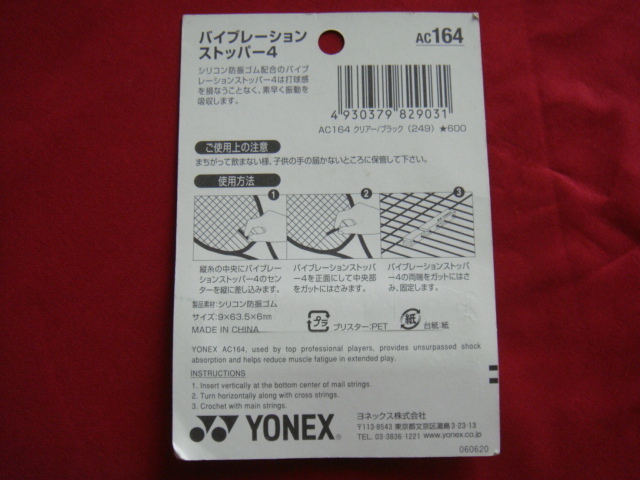 バイブレーション
ストッパー4
AC164
シリコン防振ゴム配合のバイブ
レーションストッパー4は打球感
を損なうことなく、素早く振動を
吸収します。
4 930379 829031
AC164 クリアー/ブラック (249) ★600
ご使用上の注意
まちがって飲まない様、子供の手の届かないところに保管して下さい。
使用方法
1
2
3
縦糸の中央にバイブレー
ションストッパー4のセン
ターを縦に差し込みます。
バイブレーションストッパ
ー4を正面にして中央部
をガットにはさみます。
バイブレーションストッパ
ー4の両端をガットにはさ
み、固定します。
製品素材:シリコン防振ゴム
サイズ:9×63.5×6mm
MADE IN CHINA
プラ
ブリスター:PET
紙
台紙:紙
YONEX AC164, used by top professional players, provides unsurpassed shock
absorption and helps reduce muscle fatigue in extended play.
INSTRUCTIONS
1. Insert vertically at the bottom center of mail strings.
2. Turn horizontally along with cross strings.
3. Crochet with main strings.
YONEX®
ヨネックス株式会社
〒113-8543 東京都文京区湯島3-23-13
TEL. 03-3836-1221 www.yonex.co.jp
060620